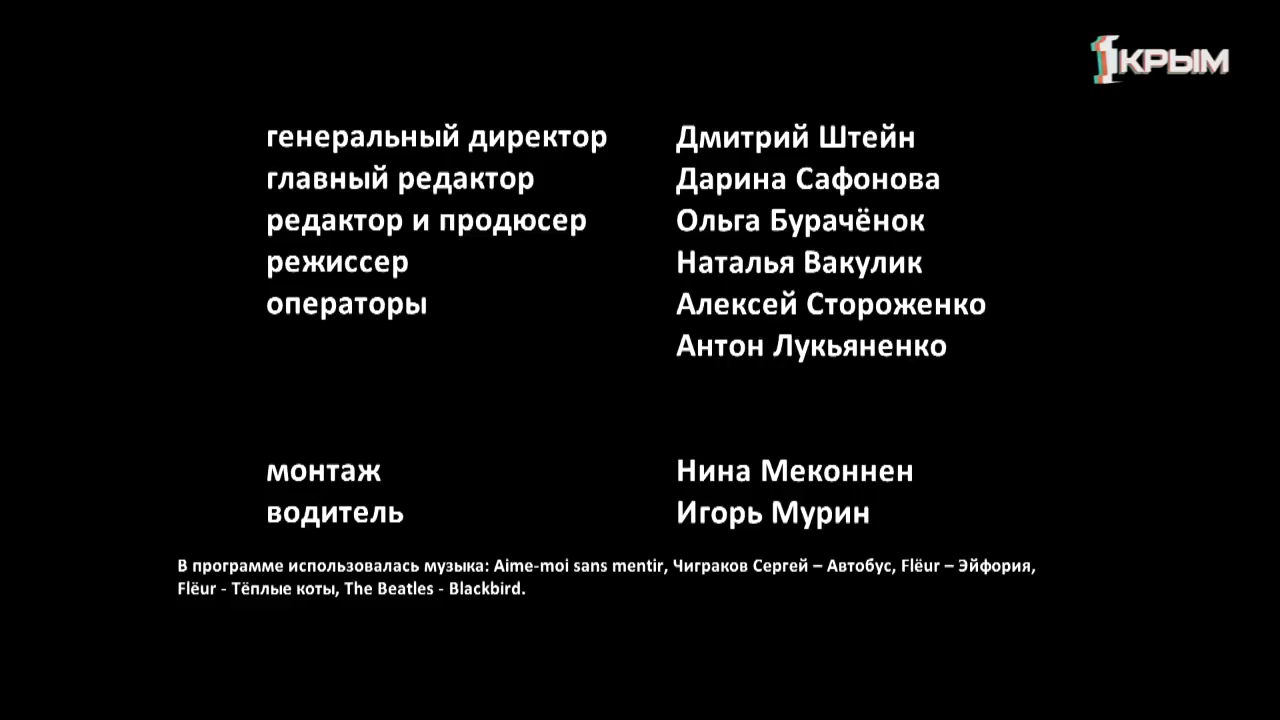 1КРЫМ
генеральный директор Дмитрий Штейн
главный редактор Дарина Сафонова
редактор и продюсер Ольга Бурачёнок
режиссер Наталья Вакулик
операторы Алексей Стороженко
Антон Лукьяненко
монтаж Нина Меконнен
водитель Игорь Мурин
В программе использовалась музыка: Aime-moi sans mentir, Чиграков Сергей – Автобус, Flëur – Эйфория,
Flëur - Тёплые коты, The Beatles - Blackbird.